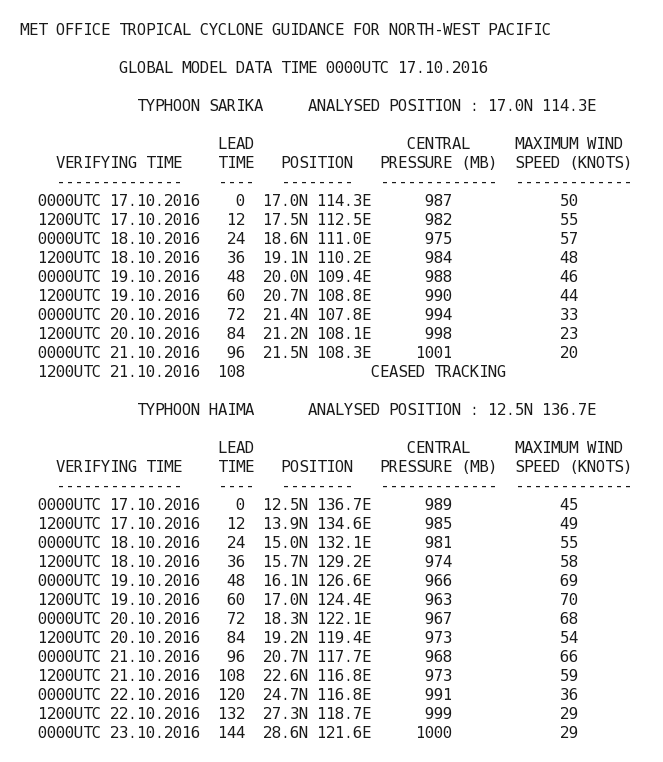 MET OFFICE TROPICAL CYCLONE GUIDANCE FOR NORTH-WEST PACIFIC
GLOBAL MODEL DATA TIME 0000UTC 17.10.2016
TYPHOON SARIKA     ANALYSED POSITION : 17.0N 114.3E
LEAD                 CENTRAL     MAXIMUM WIND
VERIFYING TIME    TIME   POSITION   PRESSURE (MB)  SPEED (KNOTS)
--------------    ----   --------   -------------  -------------
0000UTC 17.10.2016    0  17.0N 114.3E      987            50
1200UTC 17.10.2016   12  17.5N 112.5E      982            55
0000UTC 18.10.2016   24  18.6N 111.0E      975            57
1200UTC 18.10.2016   36  19.1N 110.2E      984            48
0000UTC 19.10.2016   48  20.0N 109.4E      988            46
1200UTC 19.10.2016   60  20.7N 108.8E      990            44
0000UTC 20.10.2016   72  21.4N 107.8E      994            33
1200UTC 20.10.2016   84  21.2N 108.1E      998            23
0000UTC 21.10.2016   96  21.5N 108.3E     1001            20
1200UTC 21.10.2016  108              CEASED TRACKING
TYPHOON HAIMA      ANALYSED POSITION : 12.5N 136.7E
LEAD                 CENTRAL     MAXIMUM WIND
VERIFYING TIME    TIME   POSITION   PRESSURE (MB)  SPEED (KNOTS)
--------------    ----   --------   -------------  -------------
0000UTC 17.10.2016    0  12.5N 136.7E      989            45
1200UTC 17.10.2016   12  13.9N 134.6E      985            49
0000UTC 18.10.2016   24  15.0N 132.1E      981            55
1200UTC 18.10.2016   36  15.7N 129.2E      974            58
0000UTC 19.10.2016   48  16.1N 126.6E      966            69
1200UTC 19.10.2016   60  17.0N 124.4E      963            70
0000UTC 20.10.2016   72  18.3N 122.1E      967            68
1200UTC 20.10.2016   84  19.2N 119.4E      973            54
0000UTC 21.10.2016   96  20.7N 117.7E      968            66
1200UTC 21.10.2016  108  22.6N 116.8E      973            59
0000UTC 22.10.2016  120  24.7N 116.8E      991            36
1200UTC 22.10.2016  132  27.3N 118.7E      999            29
0000UTC 23.10.2016  144  28.6N 121.6E     1000            29